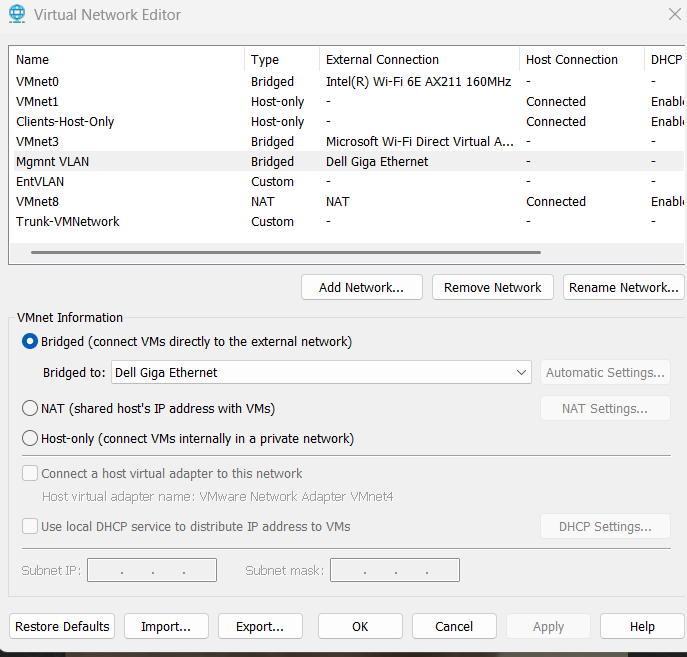 Virtual Network Editor
Name Type External Connection Host Connection DHCP
VMnet0 Bridged Intel(R) Wi-Fi 6E AX211 160MHz - -
VMnet1 Host-only - Connected Enabl
Clients-Host-Only Host-only - Connected Enabl
VMnet3 Bridged Microsoft Wi-Fi Direct Virtual A... - -
Mgmnt VLAN Bridged Dell Giga Ethernet - -
EntVLAN Custom - - -
VMnet8 NAT NAT Connected Enabl
Trunk-VMNetwork Custom - - -
Add Network... Remove Network Rename Network...
VMnet Information
Bridged (connect VMs directly to the external network)
Bridged to: Dell Giga Ethernet Automatic Settings...
NAT (shared host's IP address with VMs) NAT Settings...
Host-only (connect VMs internally in a private network)
Connect a host virtual adapter to this network
Host virtual adapter name: VMware Network Adapter VMnet4
Use local DHCP service to distribute IP address to VMs DHCP Settings...
Subnet IP: . . . Subnet mask: . . .
Restore Defaults Import... Export... OK Cancel Apply Help